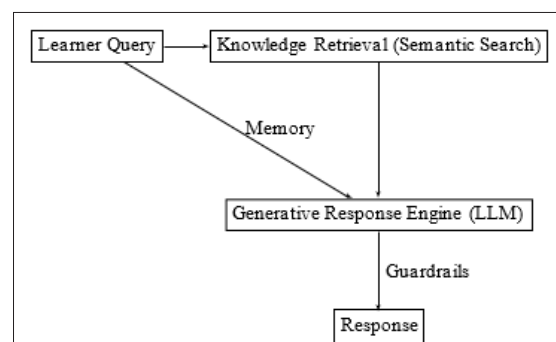 Learner Query
Knowledge Retrieval (Semantic Search)
Memory
Generative Response Engine (LLM)
Guardrails
Response